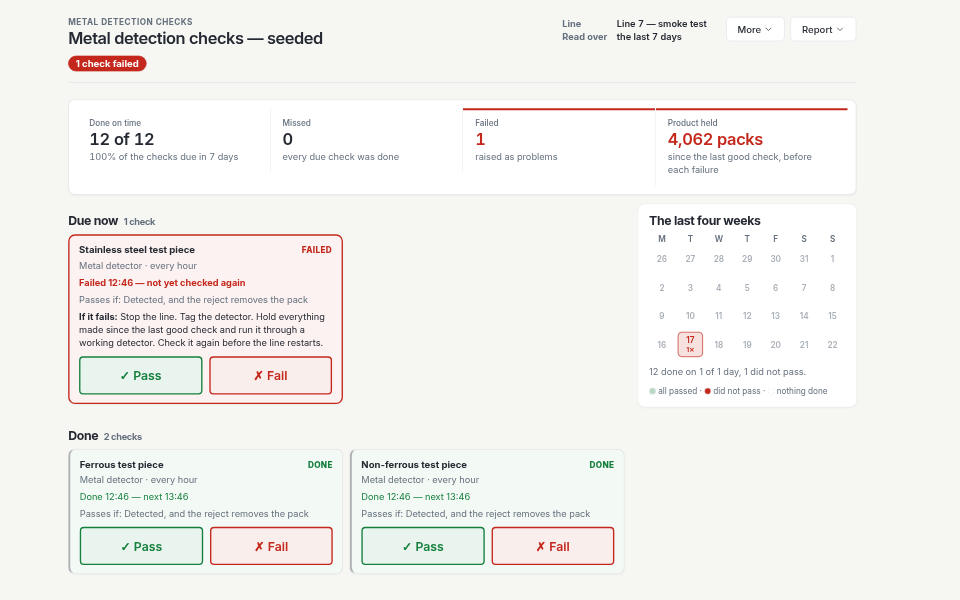 METAL DETECTION CHECKS
Metal detection checks — seeded
1 check failed
Line Line 7 — smoke test
Read over the last 7 days
More
Report
Done on time
12 of 12
100% of the checks due in 7 days
Missed
0
every due check was done
Failed
1
raised as problems
Product held
4,062 packs
since the last good check, before
each failure
Due now 1 check
Stainless steel test piece FAILED
Metal detector · every hour
Failed 12:46 — not yet checked again
Passes if: Detected, and the reject removes the pack
If it fails: Stop the line. Tag the detector. Hold everything
made since the last good check and run it through a
working detector. Check it again before the line restarts.
✓ Pass ✗ Fail
The last four weeks
M T W T F S S
26 27 28 29 30 31 1
2 3 4 5 6 7 8
9 10 11 12 13 14 15
16 17 18 19 20 21 22
1×
12 done on 1 of 1 day, 1 did not pass.
all passed · did not pass · nothing done
Done 2 checks
Ferrous test piece DONE
Metal detector · every hour
Done 12:46 — next 13:46
Passes if: Detected, and the reject removes the pack
✓ Pass ✗ Fail
Non-ferrous test piece DONE
Metal detector · every hour
Done 12:46 — next 13:46
Passes if: Detected, and the reject removes the pack
✓ Pass ✗ Fail